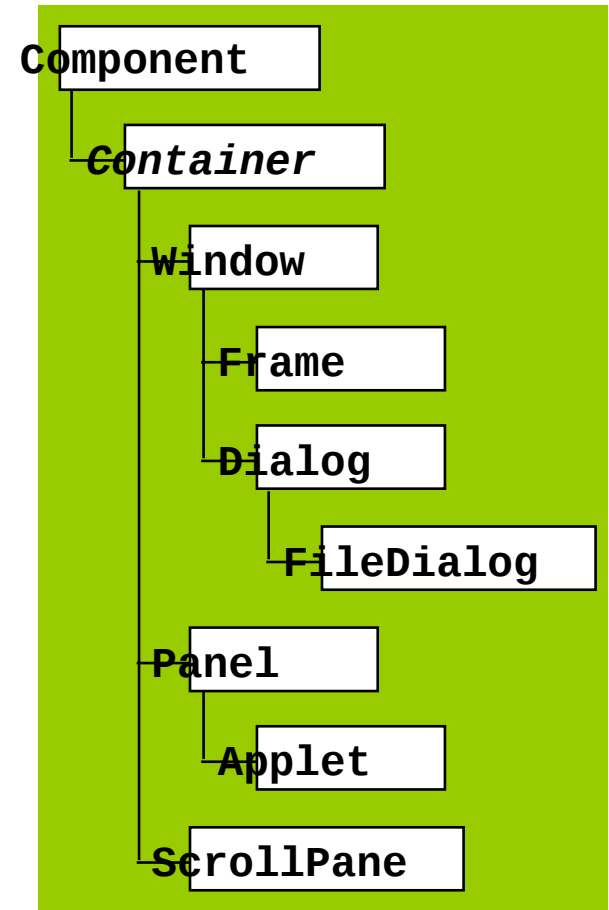 Component
Container
Window
Frame
Dialog
FileDialog
Panel
Applet
ScrollPane